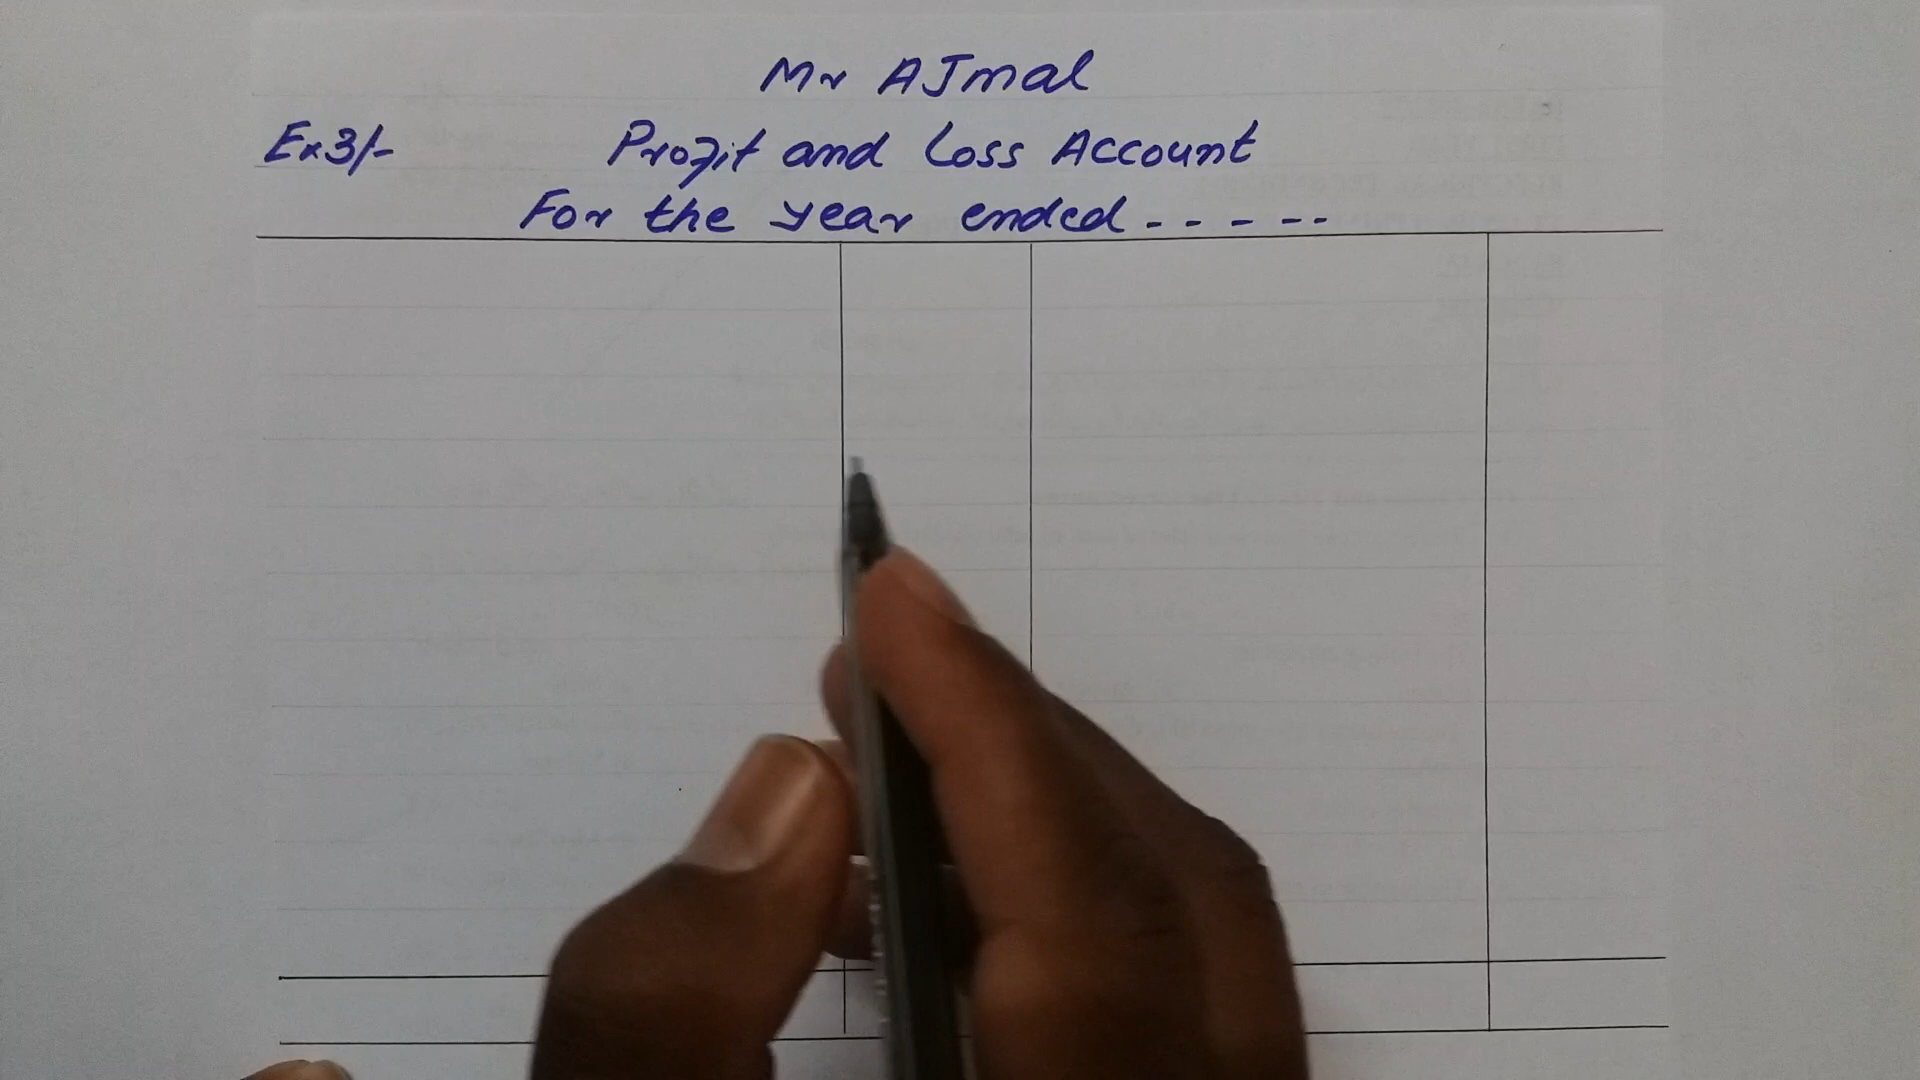 Mr AJmal
Ex3/- Profit and Loss Account
For the year ended - - - - -